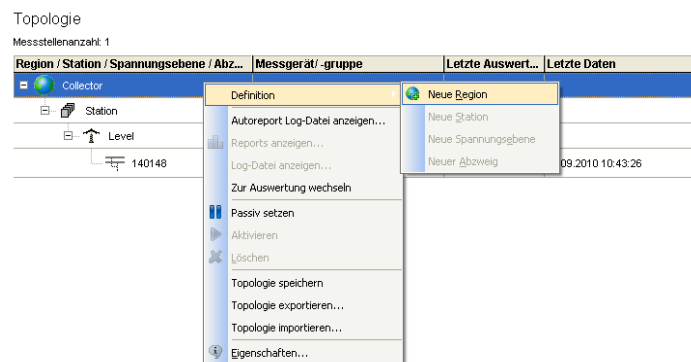 Topologie
Messstellenanzahl: 1
Region / Station / Spannungsebene / Abz... Messgerät/ -gruppe Letzte Auswert... Letzte Daten
Collector
Definition
Neue Region
Station
Neue Station
Autoreport Log-Datei anzeigen...
Level
Neue Spannungsebene
Reports anzeigen...
140148
Log-Datei anzeigen...
Neuer Abzweig
09.2010 10:43:26
Zur Auswertung wechseln
Passiv setzen
Aktivieren
Löschen
Topologie speichern
Topologie exportieren...
Topologie importieren...
Eigenschaften...